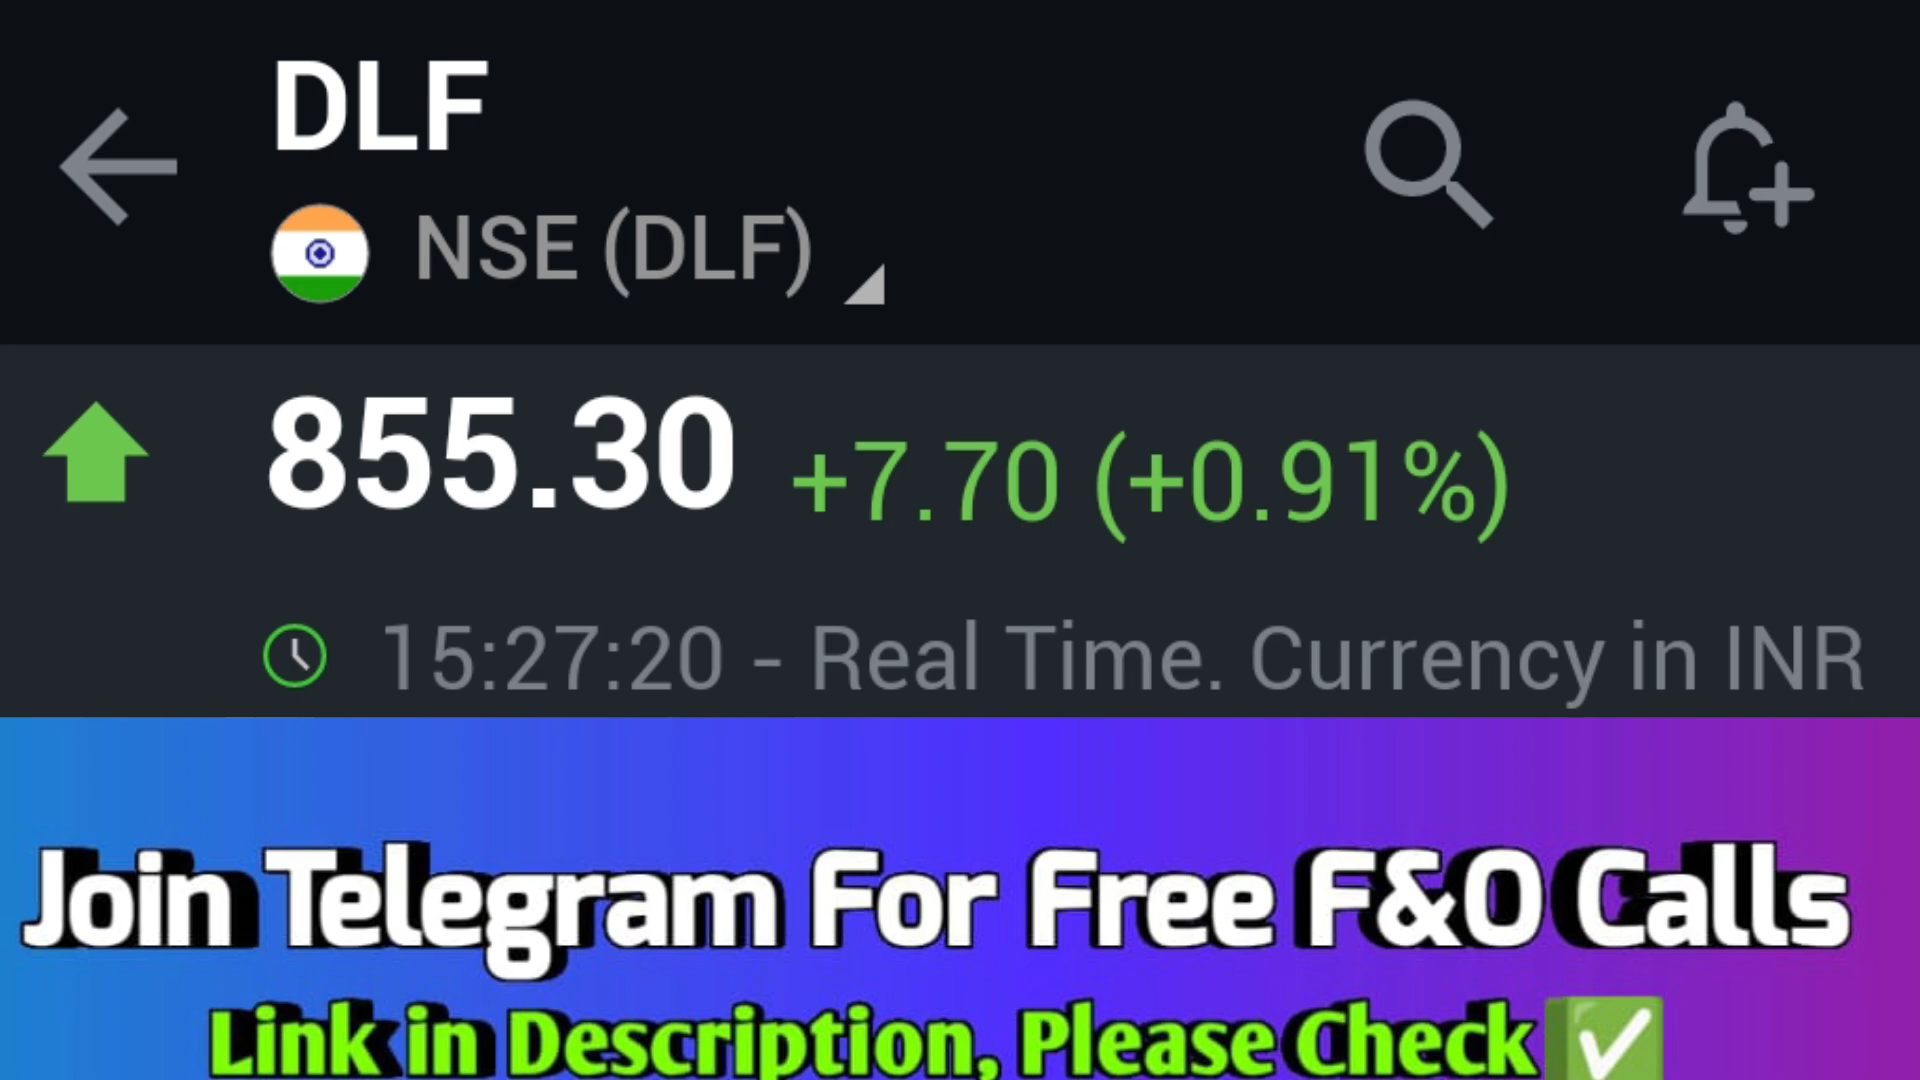 DLF
NSE (DLF)
855.30 +7.70 (+0.91%)
15:27:20 - Real Time. Currency in INR
Join Telegram For Free F&O Calls
Link in Description, Please Check ✅